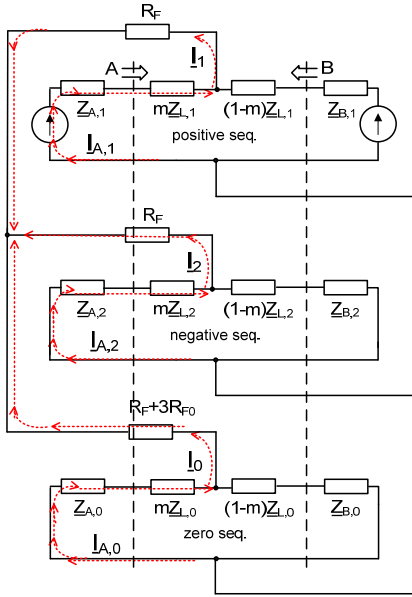 R_F
A I_1 B
Z_A,1 mZ_L,1 (1-m)Z_L,1 Z_B,1
positive seq.
I_A,1
R_F
I_2
Z_A,2 mZ_L,2 (1-m)Z_L,2 Z_B,2
negative seq.
I_A,2
R_F+3R_F0
I_0
Z_A,0 mZ_L,0 (1-m)Z_L,0 Z_B,0
zero seq.
I_A,0